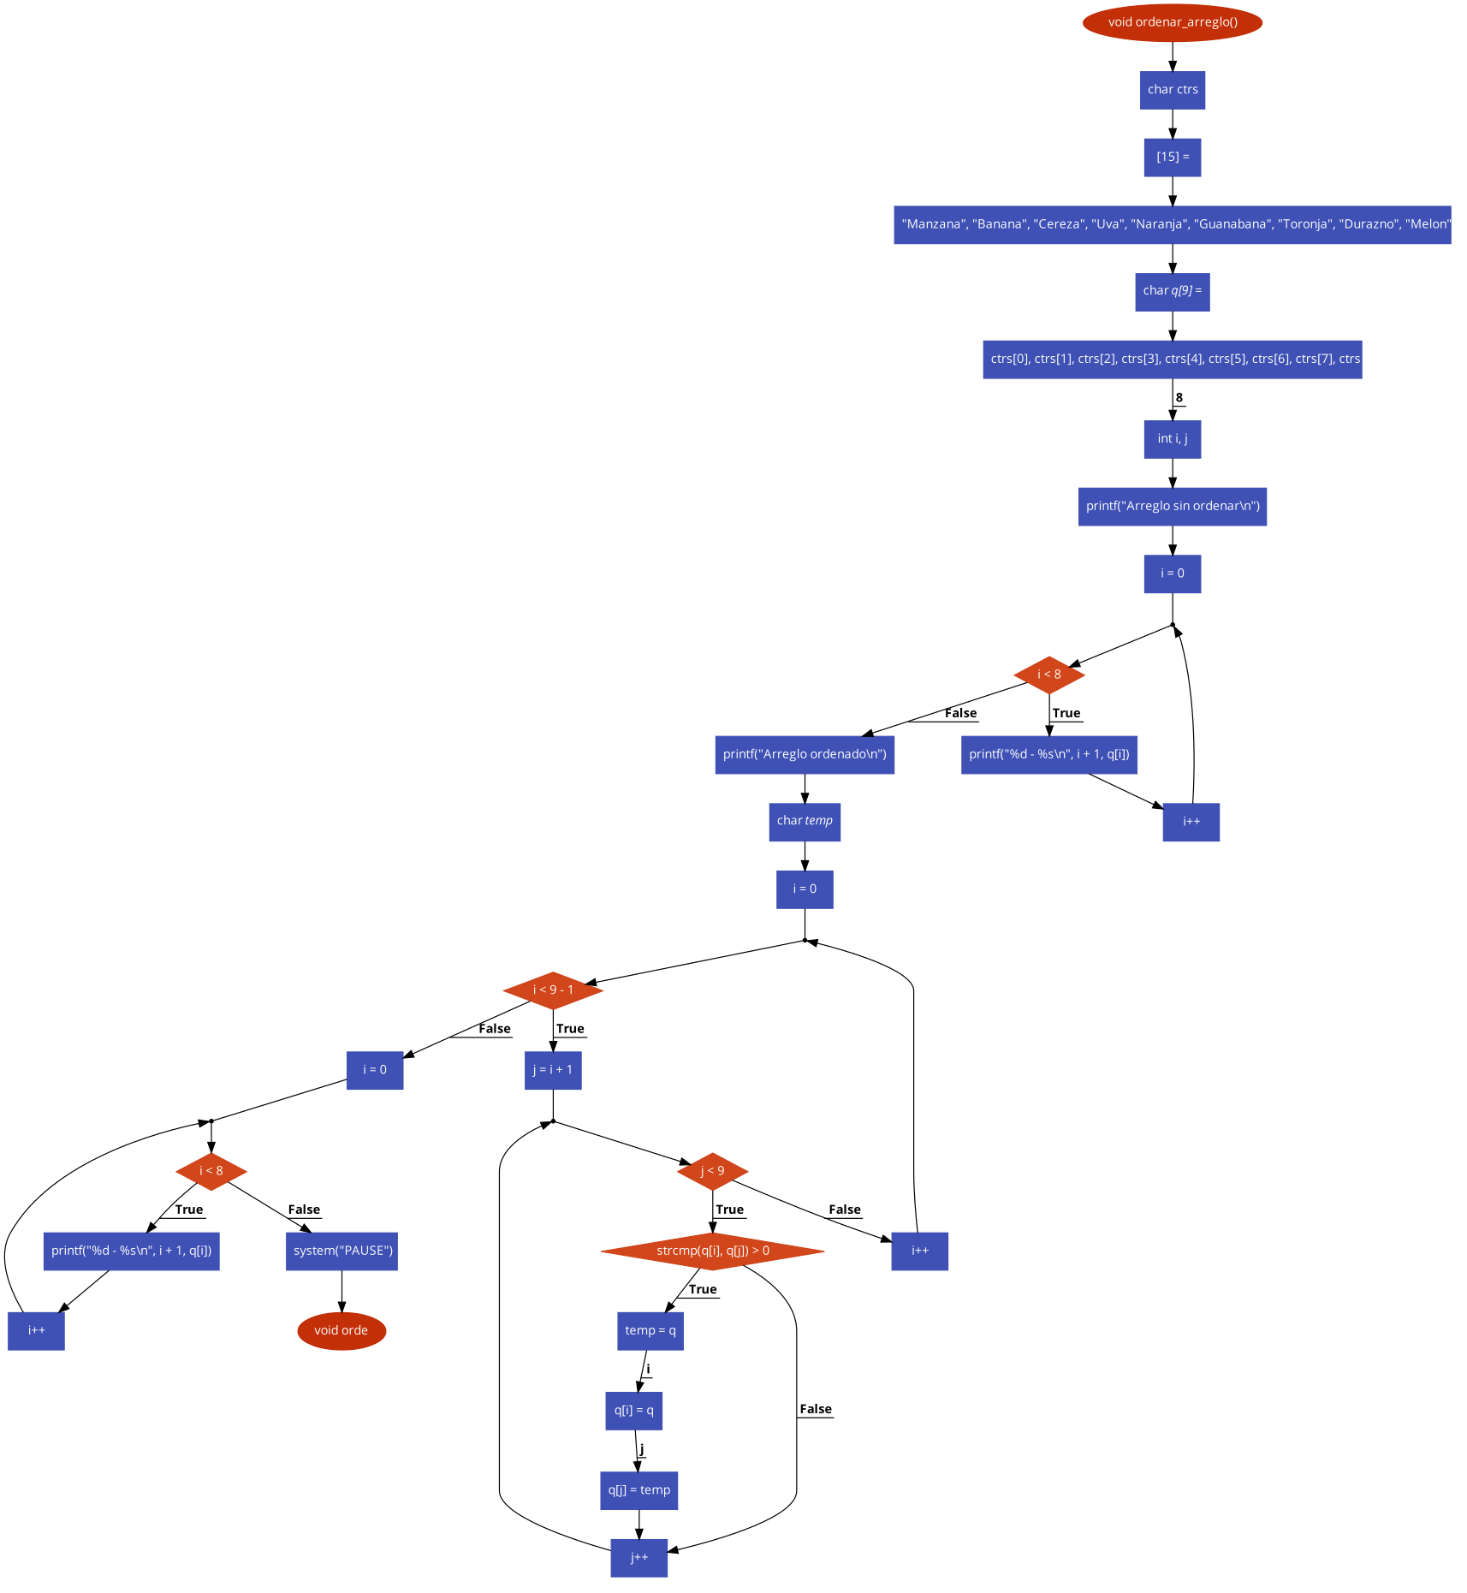 void ordenar_arreglo()
char ctrs
[15] =
"Manzana", "Banana", "Cereza", "Uva", "Naranja", "Guanabana", "Toronja", "Durazno", "Melon"
char q[9] =
ctrs[0], ctrs[1], ctrs[2], ctrs[3], ctrs[4], ctrs[5], ctrs[6], ctrs[7], ctrs
8
int i, j
printf("Arreglo sin ordenar\n")
i = 0
i < 8
False
True
printf("Arreglo ordenado\n")
printf("%d - %s\n", i + 1, q[i])
char temp
i++
i = 0
i < 9 - 1
False
True
i = 0
j = i + 1
i < 8
j < 9
True
False
True
False
printf("%d - %s\n", i + 1, q[i])
system("PAUSE")
strcmp(q[i], q[j]) > 0
i++
True
i++
void orde
temp = q
i
q[i] = q
False
j
q[j] = temp
j++